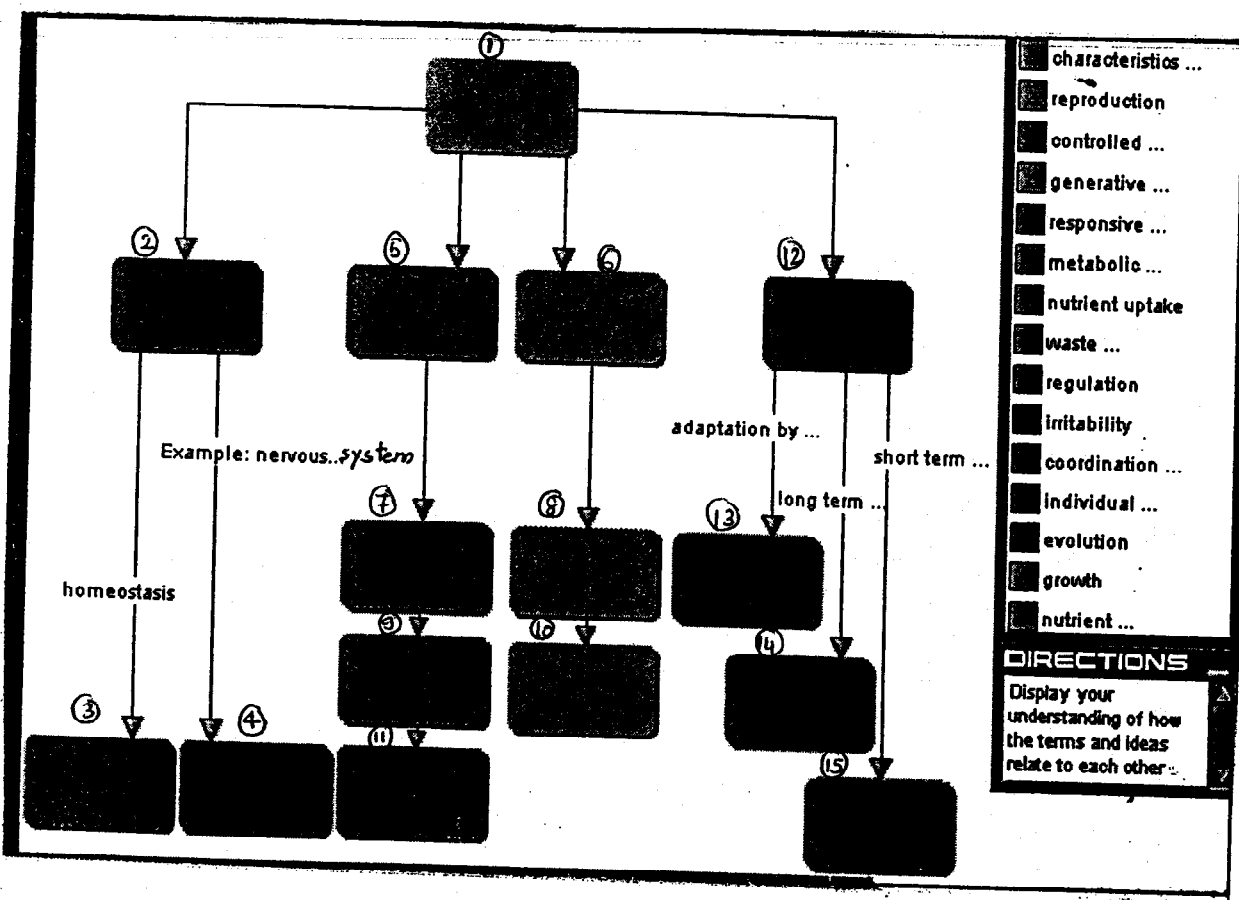 1
2
5
6
12
Example: nervous..system
adaptation by ...
short term ...
long term ...
7
8
13
homeostasis
9
10
14
3
4
11
15
characteristics ...
reproduction
controlled ...
generative ...
responsive ...
metabolic ...
nutrient uptake
waste ...
regulation
irritability
coordination ...
individual ...
evolution
growth
nutrient ...
DIRECTIONS
Display your
understanding of how
the terms and ideas
relate to each other